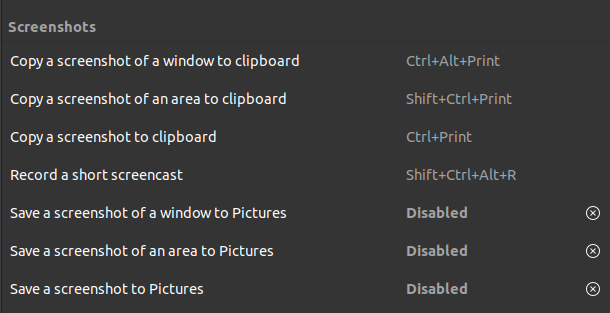 Screenshots
Copy a screenshot of a window to clipboard Ctrl+Alt+Print
Copy a screenshot of an area to clipboard Shift+Ctrl+Print
Copy a screenshot to clipboard Ctrl+Print
Record a short screencast Shift+Ctrl+Alt+R
Save a screenshot of a window to Pictures Disabled
Save a screenshot of an area to Pictures Disabled
Save a screenshot to Pictures Disabled